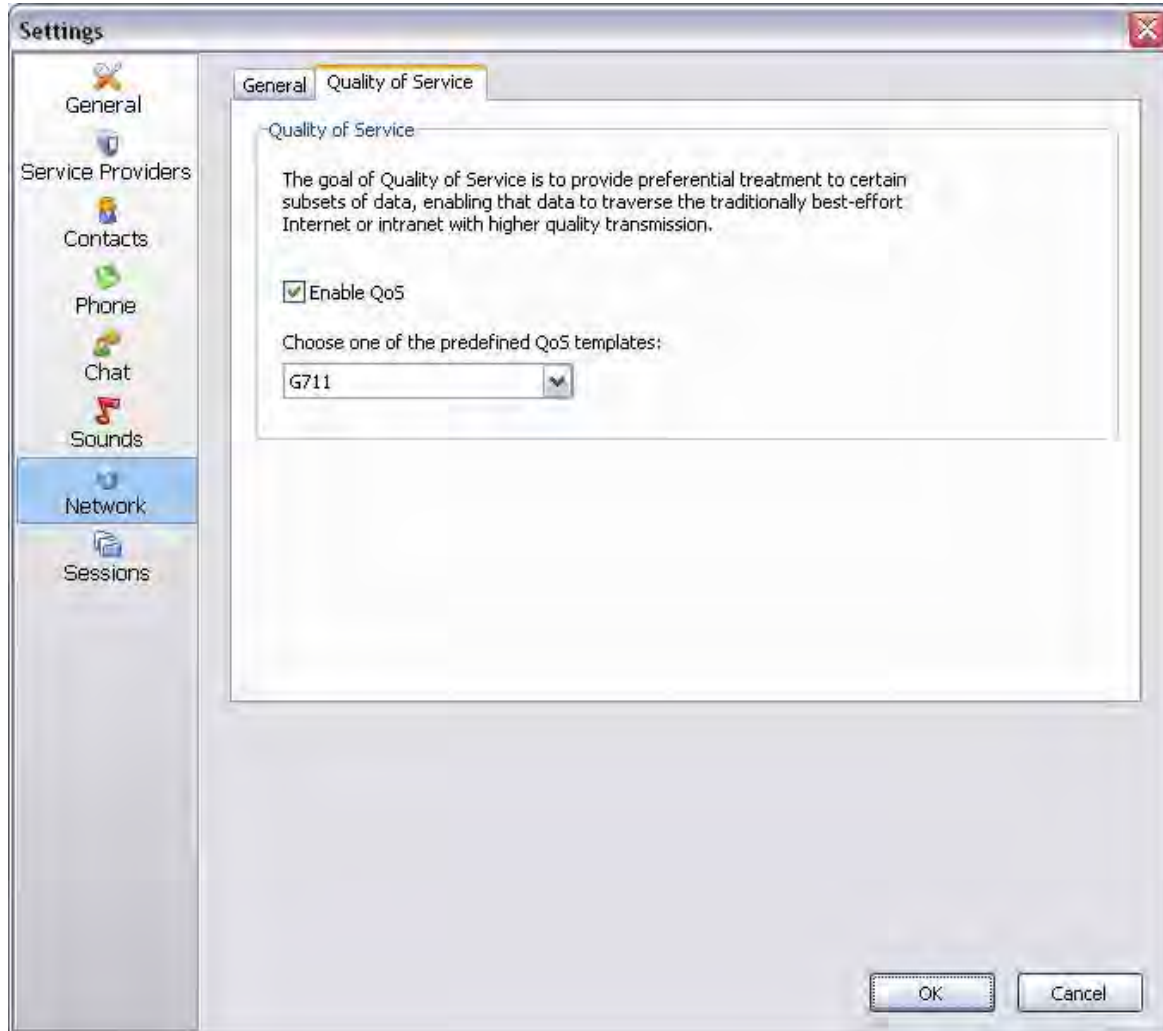 Settings
General
Service Providers
Contacts
Phone
Chat
Sounds
Network
Sessions
General
Quality of Service
Quality of Service
The goal of Quality of Service is to provide preferential treatment to certain
subsets of data, enabling that data to traverse the traditionally best-effort
Internet or intranet with higher quality transmission.
Enable QoS
Choose one of the predefined QoS templates:
G711
OK
Cancel